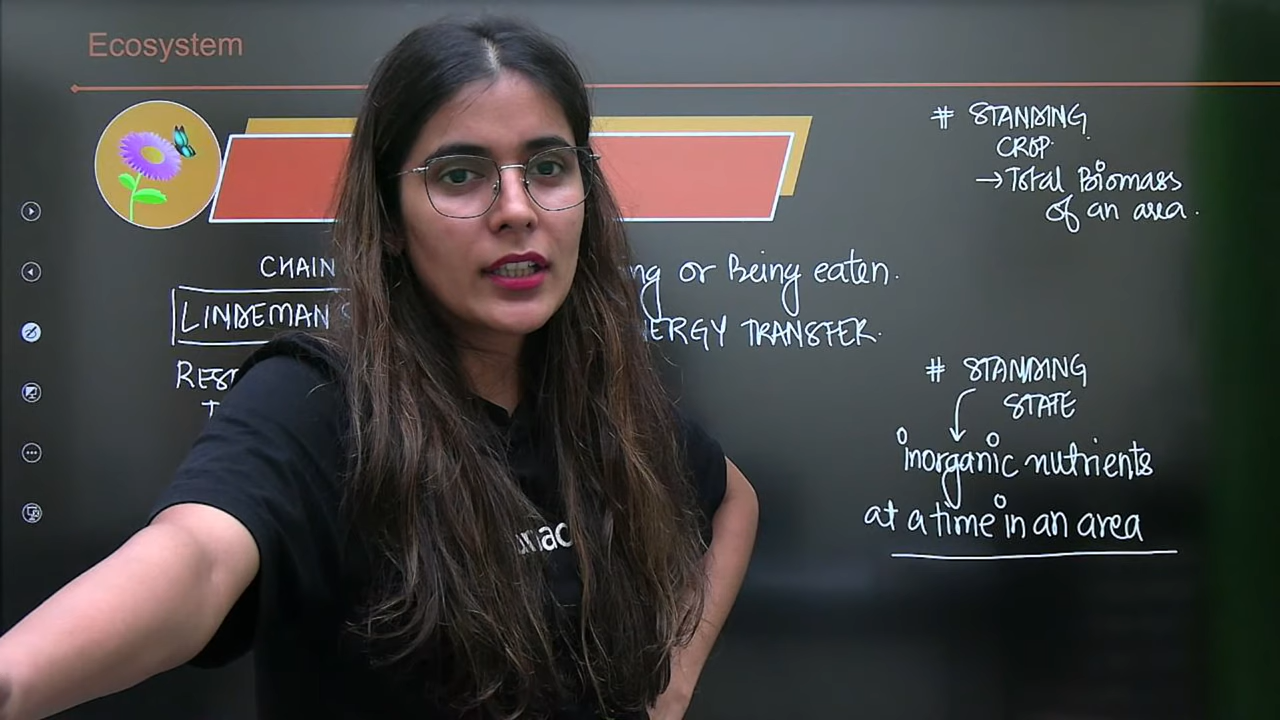 Ecosystem
# STANDING
CROP.
→ Total Biomass
of an area.
CHAIN
or Being eaten.
LINDEMAN
TRANSFER.
# STANDING
STATE
inorganic nutrients
at a time in an area